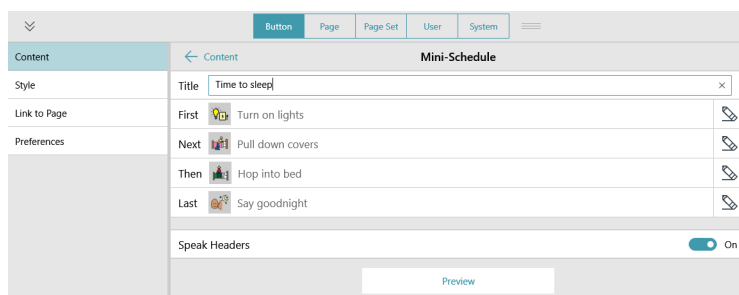 Button Page Page Set User System
Content
Style
Link to Page
Preferences
Content Mini-Schedule
Title Time to sleep
First Turn on lights
Next Pull down covers
Then Hop into bed
Last Say goodnight
Speak Headers On
Preview